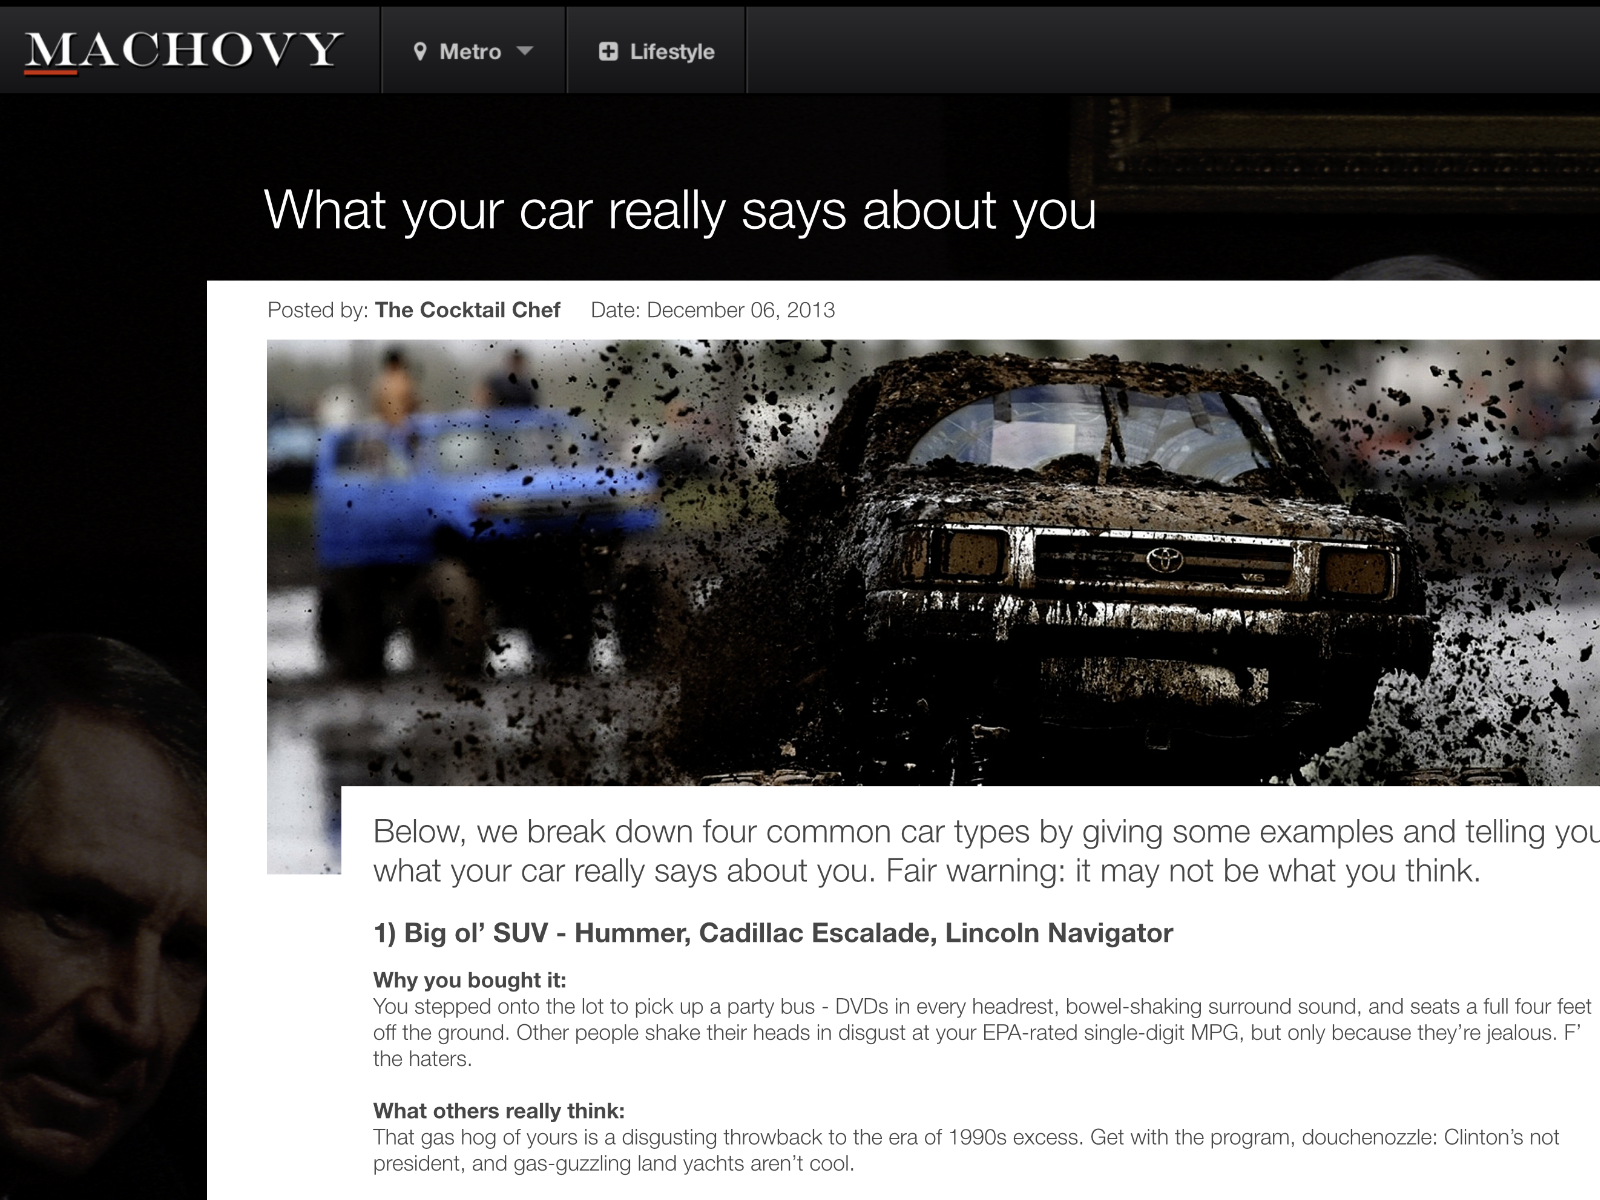 MACHOVY
Metro
Lifestyle
What your car really says about you
Posted by: The Cocktail Chef Date: December 06, 2013
V6
Below, we break down four common car types by giving some examples and telling you
what your car really says about you. Fair warning: it may not be what you think.
1) Big ol’ SUV - Hummer, Cadillac Escalade, Lincoln Navigator
Why you bought it:
You stepped onto the lot to pick up a party bus - DVDs in every headrest, bowel-shaking surround sound, and seats a full four feet
off the ground. Other people shake their heads in disgust at your EPA-rated single-digit MPG, but only because they’re jealous. F’
the haters.
What others really think:
That gas hog of yours is a disgusting throwback to the era of 1990s excess. Get with the program, douchenozzle: Clinton’s not
president, and gas-guzzling land yachts aren’t cool.